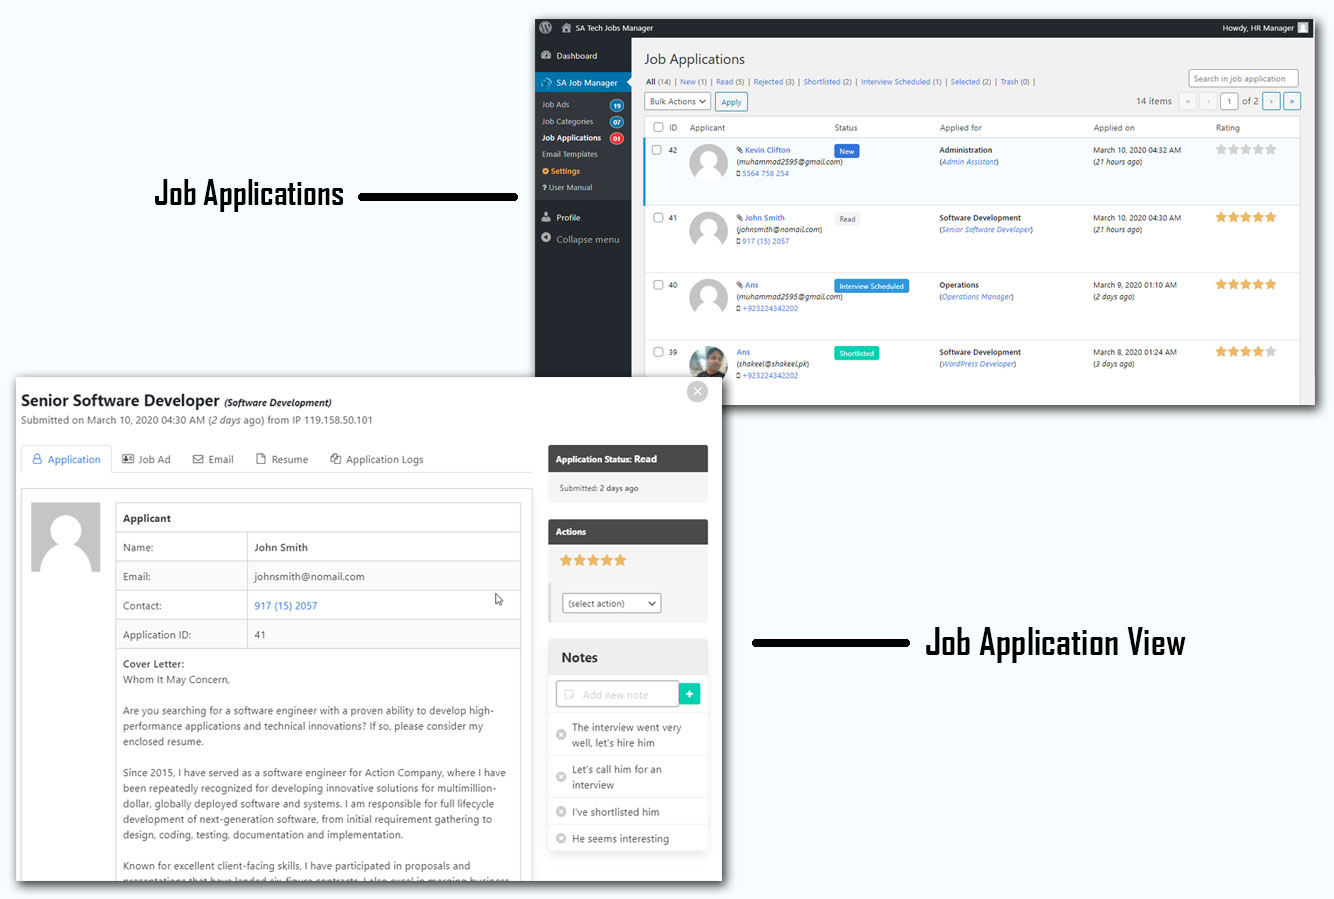 SA Tech Jobs Manager
Howdy, HR Manager
Dashboard
SA Job Manager
Job Ads 19
Job Categories 07
Job Applications 01
Email Templates
Settings
? User Manual
Profile
Collapse menu
Job Applications
All (14) | New (1) | Read (5) | Rejected (3) | Shortlisted (2) | Interview Scheduled (1) | Selected (2) | Trash (0) |
Search in job application
Bulk Actions Apply
14 items « ‹ 1 of 2 › »
ID Applicant Status Applied for Applied on Rating
42 Kevin Clifton New Administration March 10, 2020 04:32 AM
(muhammad2595@gmail.com) (Admin Assistant) (21 hours ago)
5564 758 254
41 John Smith Read Software Development March 10, 2020 04:30 AM
(johnsmith@nomail.com) (Senior Software Developer) (21 hours ago)
917 (15) 2057
40 Ans Interview Scheduled Operations March 9, 2020 01:10 AM
(muhammad2595@gmail.com) (Operations Manager) (2 days ago)
+923224342202
39 Ans Shortlisted Software Development March 8, 2020 01:24 AM
(shakeel@shakeel.pk) (WordPress Developer) (3 days ago)
+923224342202
Job Applications
Senior Software Developer (Software Development)
Submitted on March 10, 2020 04:30 AM (2 days ago) from IP 119.158.50.101
Application Job Ad Email Resume Application Logs
Applicant
Name: John Smith
Email: johnsmith@nomail.com
Contact: 917 (15) 2057
Application ID: 41
Cover Letter:
Whom It May Concern,
Are you searching for a software engineer with a proven ability to develop high-
performance applications and technical innovations? If so, please consider my
enclosed resume.
Since 2015, I have served as a software engineer for Action Company, where I have
been repeatedly recognized for developing innovative solutions for multimillion-
dollar, globally deployed software and systems. I am responsible for full lifecycle
development of next-generation software, from initial requirement gathering to
design, coding, testing, documentation and implementation.
Known for excellent client-facing skills, I have participated in proposals and
presentations that have landed six-figure contracts. I also excel in merging business
Application Status: Read
Submitted: 2 days ago
Actions
(select action)
Notes
Add new note +
The interview went very
well, let's hire him
Let's call him for an
interview
I've shortlisted him
He seems interesting
Job Application View